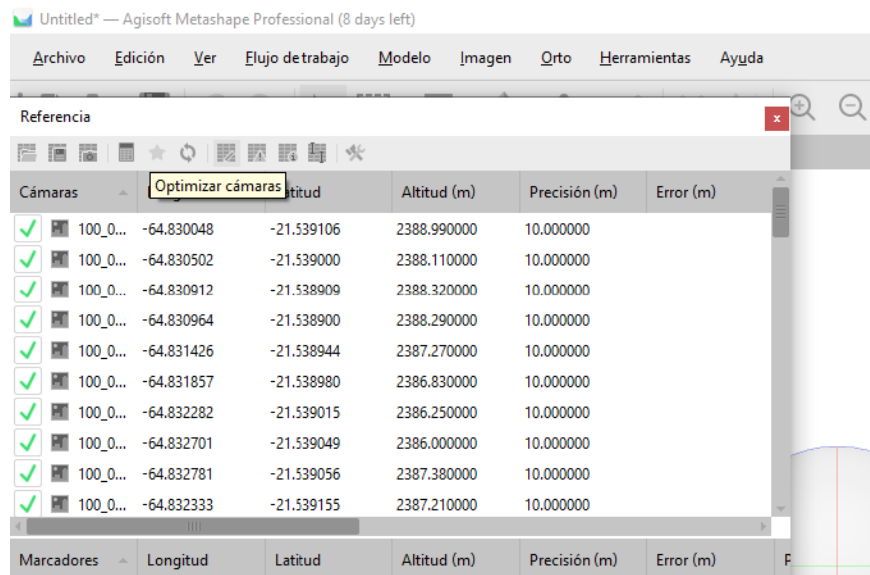 Untitled* — Agisoft Metashape Professional (8 days left)
Archivo Edición Ver Flujo de trabajo Modelo Imagen Orto Herramientas Ayuda
Referencia
x
Optimizar cámaras
Cámaras Altitud (m) Precisión (m) Error (m)
100_0... -64.830048 -21.539106 2388.990000 10.000000
100_0... -64.830502 -21.539000 2388.110000 10.000000
100_0... -64.830912 -21.538909 2388.320000 10.000000
100_0... -64.830964 -21.538900 2388.290000 10.000000
100_0... -64.831426 -21.538944 2387.270000 10.000000
100_0... -64.831857 -21.538980 2386.830000 10.000000
100_0... -64.832282 -21.539015 2386.250000 10.000000
100_0... -64.832701 -21.539049 2386.000000 10.000000
100_0... -64.832781 -21.539056 2387.380000 10.000000
100_0... -64.832333 -21.539155 2387.210000 10.000000
Marcadores Longitud Latitud Altitud (m) Precisión (m) Error (m)